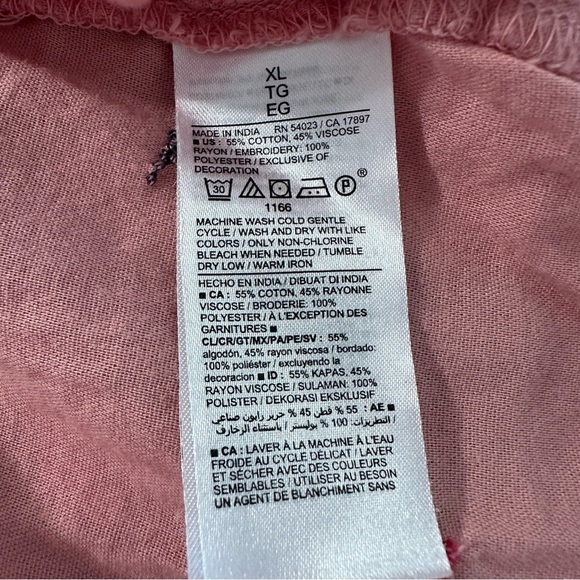 XL
TG
EG
MADE IN INDIA RN 54023 / CA 17897
■ US : 55% COTTON, 45% VISCOSE
RAYON / EMBROIDERY: 100%
POLYESTER / EXCLUSIVE OF
DECORATION
30 P ®
1166
MACHINE WASH COLD GENTLE
CYCLE / WASH AND DRY WITH LIKE
COLORS / ONLY NON-CHLORINE
BLEACH WHEN NEEDED / TUMBLE
DRY LOW / WARM IRON
HECHO EN INDIA / DIBUAT DI INDIA
■ CA : 55% COTON, 45% RAYONNE
VISCOSE / BRODERIE: 100%
POLYESTER / À L'EXCEPTION DES
GARNITURES ■
CL/CR/GT/MX/PA/PE/SV : 55%
algodón, 45% rayon viscosa / bordado:
100% poliéster / excluyendo la
decoracion ■ ID : 55% KAPAS, 45%
RAYON VISCOSE / SULAMAN: 100%
POLISTER / DEKORASI EKSKLUSIF
■ AE : 55 % قطن 45 % حرير رايون صناعي
/ التطريزات: 100 % بوليستر / باستثناء الزخارف
■ CA : LAVER À LA MACHINE À L'EAU
FROIDE AU CYCLE DÉLICAT / LAVER
ET SÉCHER AVEC DES COULEURS
SEMBLABLES / UTILISER AU BESOIN
UN AGENT DE BLANCHIMENT SANS